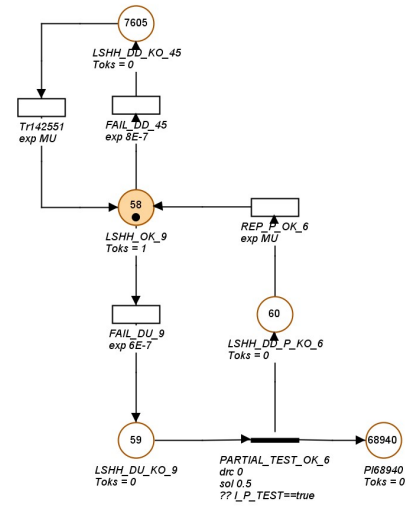 7605
LSHH_DD_KO_45
Toks = 0
Tr142551
exp MU
FAIL_DD_45
exp 8E-7
58
LSHH_OK_9
Toks = 1
REP_P_OK_6
exp MU
FAIL_DU_9
exp 6E-7
60
LSHH_DD_P_KO_6
Toks = 0
59
LSHH_DU_KO_9
Toks = 0
PARTIAL_TEST_OK_6
drc 0
sol 0.5
?? I_P_TEST==true
68940
Pl68940
Toks = 0